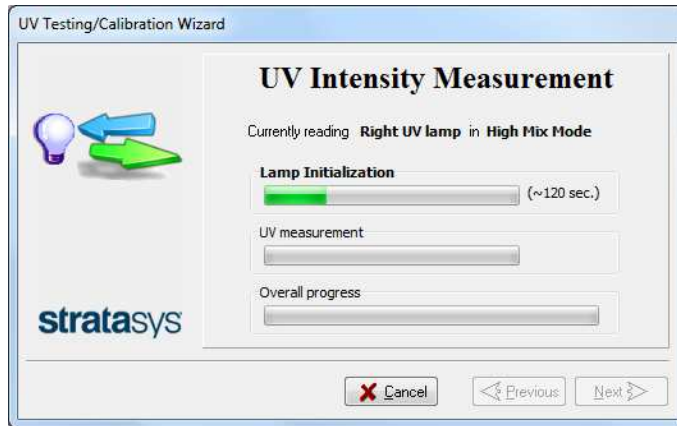 UV Testing/Calibration Wizard
UV Intensity Measurement
Currently reading Right UV lamp in High Mix Mode
Lamp Initialization
(~120 sec.)
UV measurement
Overall progress
stratasys
Cancel
Previous
Next